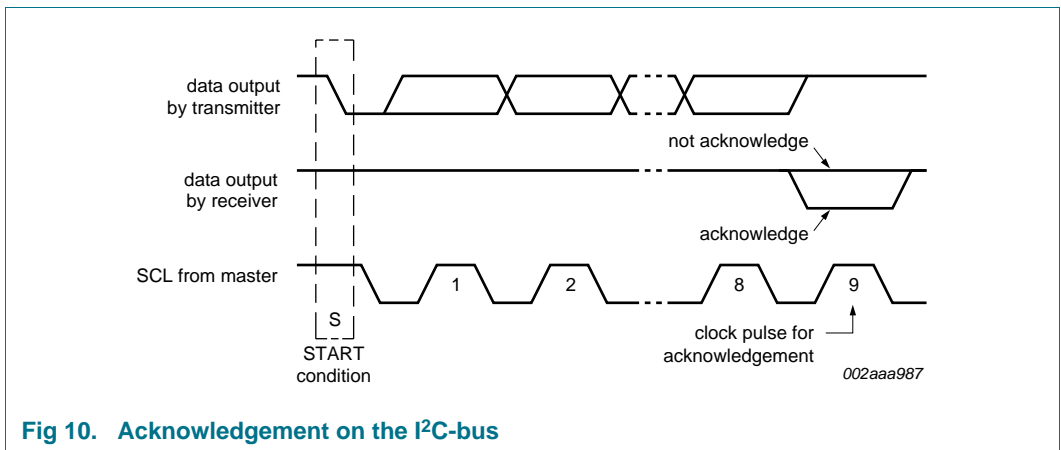 data output
by transmitter
not acknowledge
data output
by receiver
acknowledge
SCL from master
1
2
8
9
S
START
condition
clock pulse for
acknowledgement
002aaa987
Fig 10. Acknowledgement on the I²C-bus